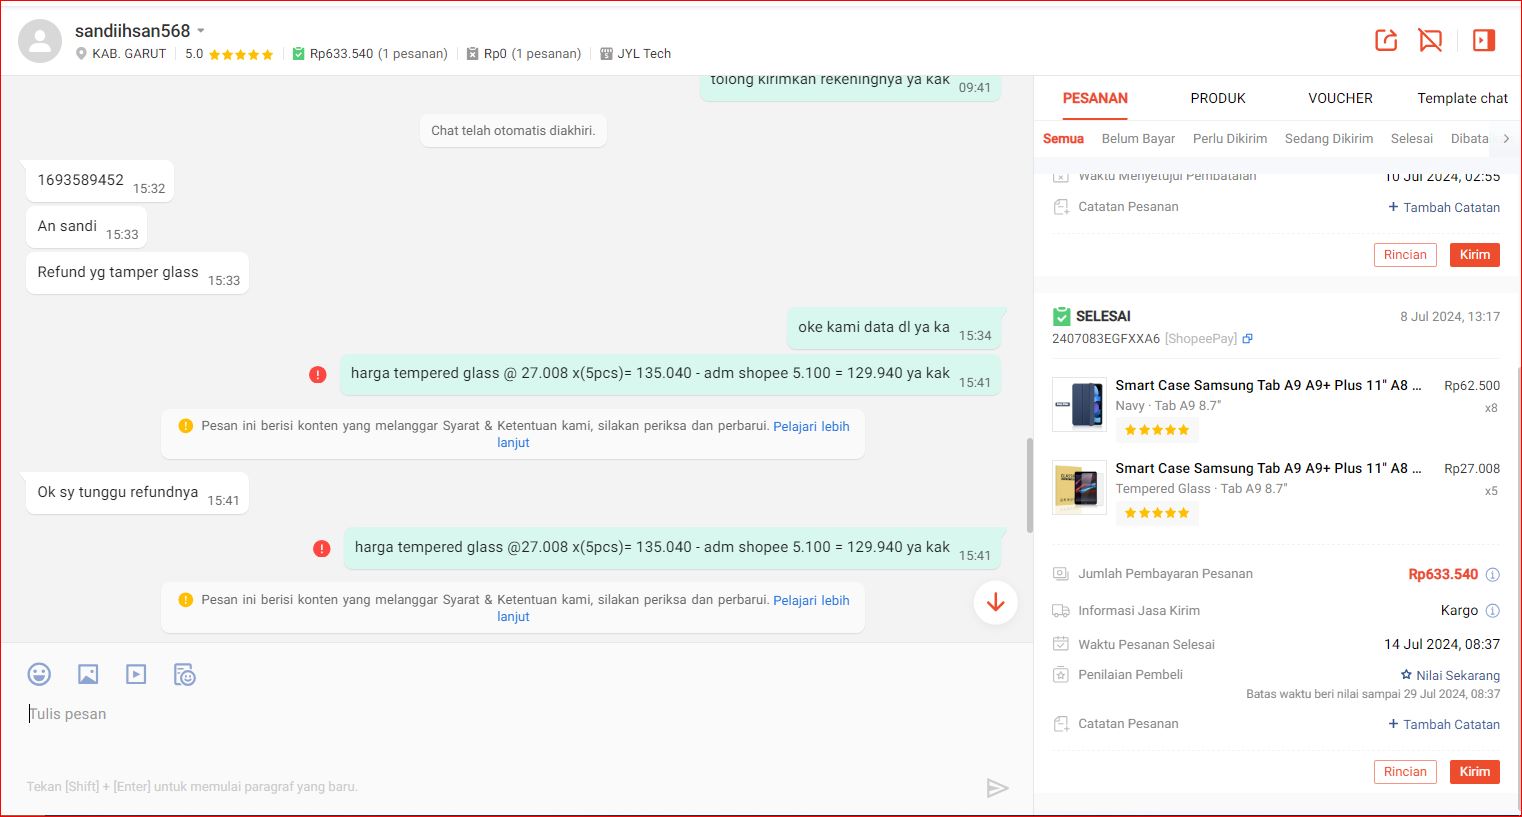 sandiihsan568
KAB. GARUT 5.0 Rp633.540 (1 pesanan) Rp0 (1 pesanan) JYL Tech
tolong kirimkan rekeningnya ya kak 09:41
Chat telah otomatis diakhiri.
1693589452 15:32
An sandi 15:33
Refund yg tamper glass 15:33
oke kami data dl ya ka 15:34
harga tempered glass @ 27.008 x(5pcs)= 135.040 - adm shopee 5.100 = 129.940 ya kak 15:41
Pesan ini berisi konten yang melanggar Syarat & Ketentuan kami, silakan periksa dan perbarui. Pelajari lebih
lanjut
Ok sy tunggu refundnya 15:41
harga tempered glass @27.008 x(5pcs)= 135.040 - adm shopee 5.100 = 129.940 ya kak 15:41
Pesan ini berisi konten yang melanggar Syarat & Ketentuan kami, silakan periksa dan perbarui. Pelajari lebih
lanjut
Tulis pesan
Tekan [Shift] + [Enter] untuk memulai paragraf yang baru.
PESANAN PRODUK VOUCHER Template chat
Semua Belum Bayar Perlu Dikirim Sedang Dikirim Selesai Dibata
Waktu Menyetujui Pembatalan 10 Jul 2024, 02:55
Catatan Pesanan + Tambah Catatan
Rincian Kirim
SELESAI 8 Jul 2024, 13:17
2407083EGFXXA6 [ShopeePay]
Smart Case Samsung Tab A9 A9+ Plus 11" A8 ... Rp62.500
Navy · Tab A9 8.7" x8
Smart Case Samsung Tab A9 A9+ Plus 11" A8 ... Rp27.008
Tempered Glass · Tab A9 8.7" x5
Jumlah Pembayaran Pesanan Rp633.540
Informasi Jasa Kirim Kargo
Waktu Pesanan Selesai 14 Jul 2024, 08:37
Penilaian Pembeli Nilai Sekarang
Batas waktu beri nilai sampai 29 Jul 2024, 08:37
Catatan Pesanan + Tambah Catatan
Rincian Kirim